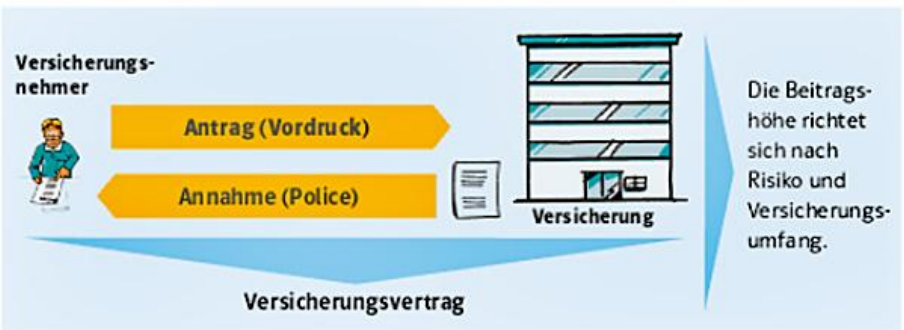 Versicherungs-
nehmer
Antrag (Vordruck)
Annahme (Police)
Versicherung
Versicherungsvertrag
Die Beitrags-
höhe richtet
sich nach
Risiko und
Versicherungs-
umfang.